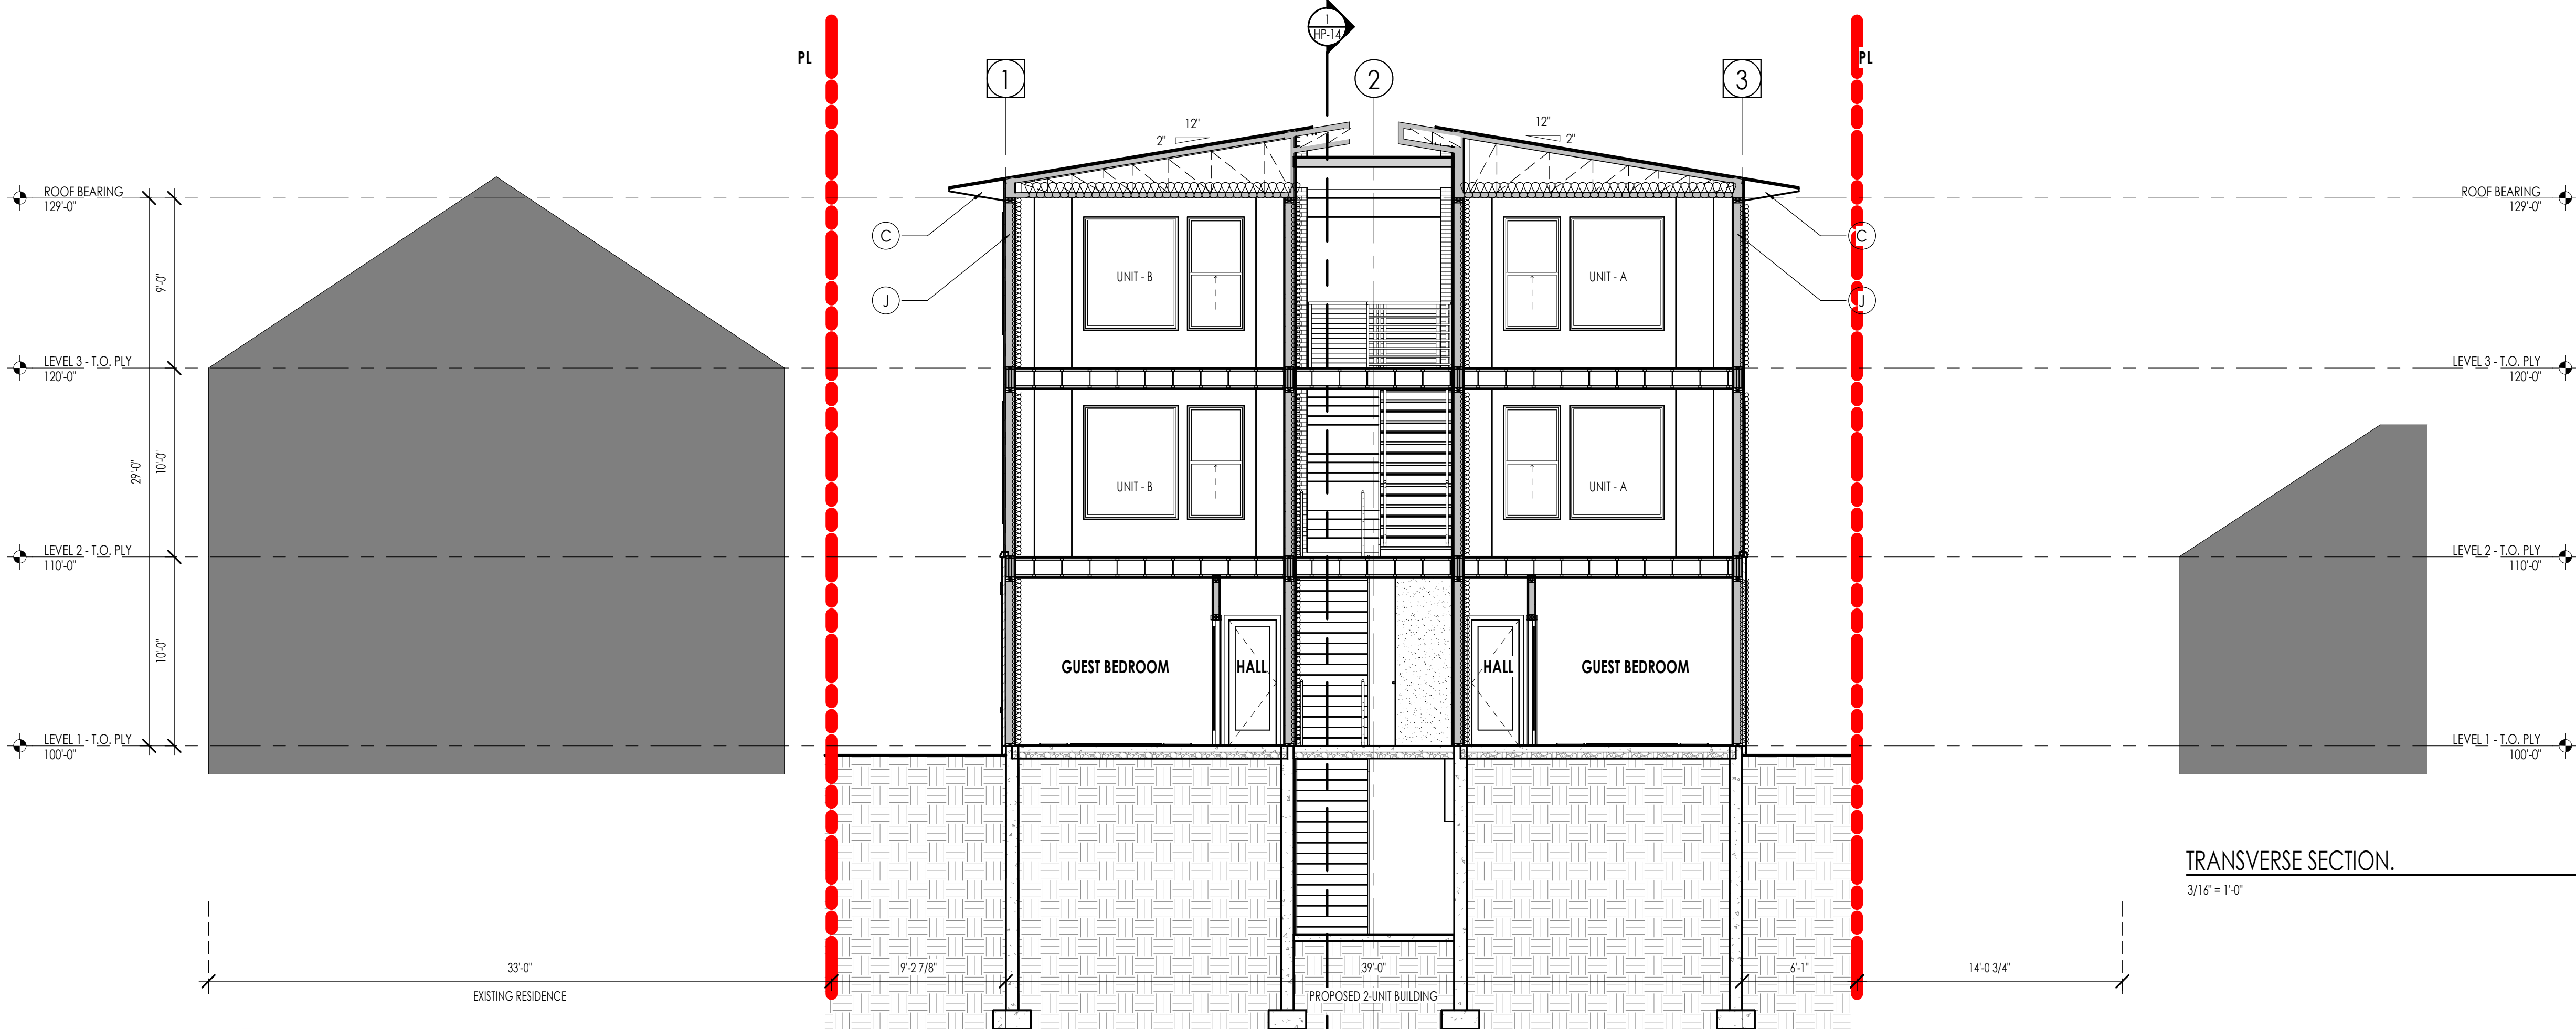 1
HP-14
PL
PL
1
2
3
12"
2"
12"
2"
ROOF BEARING
129'-0"
ROOF BEARING
129'-0"
C
C
J
J
UNIT - B
UNIT - A
9'-0"
LEVEL 3 - T.O. PLY
120'-0"
LEVEL 3 - T.O. PLY
120'-0"
29'-0"
10'-0"
UNIT - B
UNIT - A
LEVEL 2 - T.O. PLY
110'-0"
LEVEL 2 - T.O. PLY
110'-0"
10'-0"
GUEST BEDROOM
HALL
HALL
GUEST BEDROOM
LEVEL 1 - T.O. PLY
100'-0"
LEVEL 1 - T.O. PLY
100'-0"
TRANSVERSE SECTION.
3/16" = 1'-0"
33'-0"
9'-2 7/8"
39'-0"
6'-1"
14'-0 3/4"
EXISTING RESIDENCE
PROPOSED 2-UNIT BUILDING